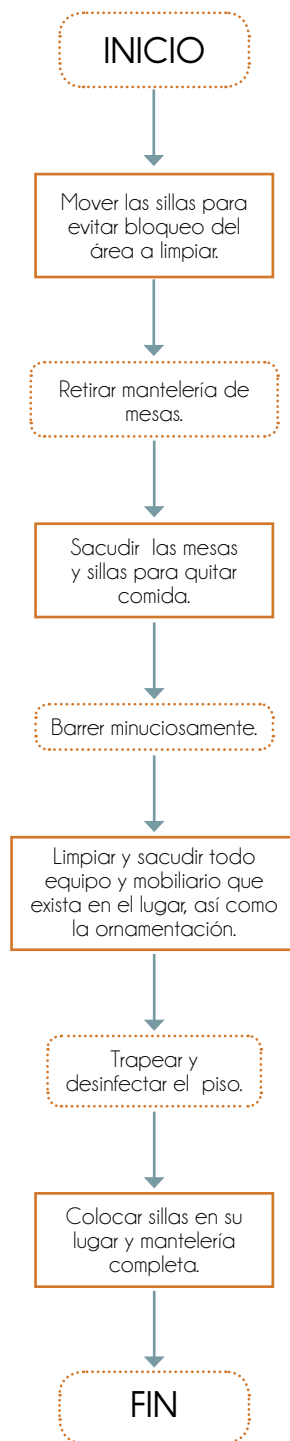 INICIO
Mover las sillas para
evitar bloqueo del
área a limpiar.
Retirar mantelería de
mesas.
Sacudir las mesas
y sillas para quitar
comida.
Barrer minuciosamente.
Limpiar y sacudir todo
equipo y mobiliario que
exista en el lugar, así como
la ornamentación.
Trapear y
desinfectar el piso.
Colocar sillas en su
lugar y mantelería
completa.
FIN